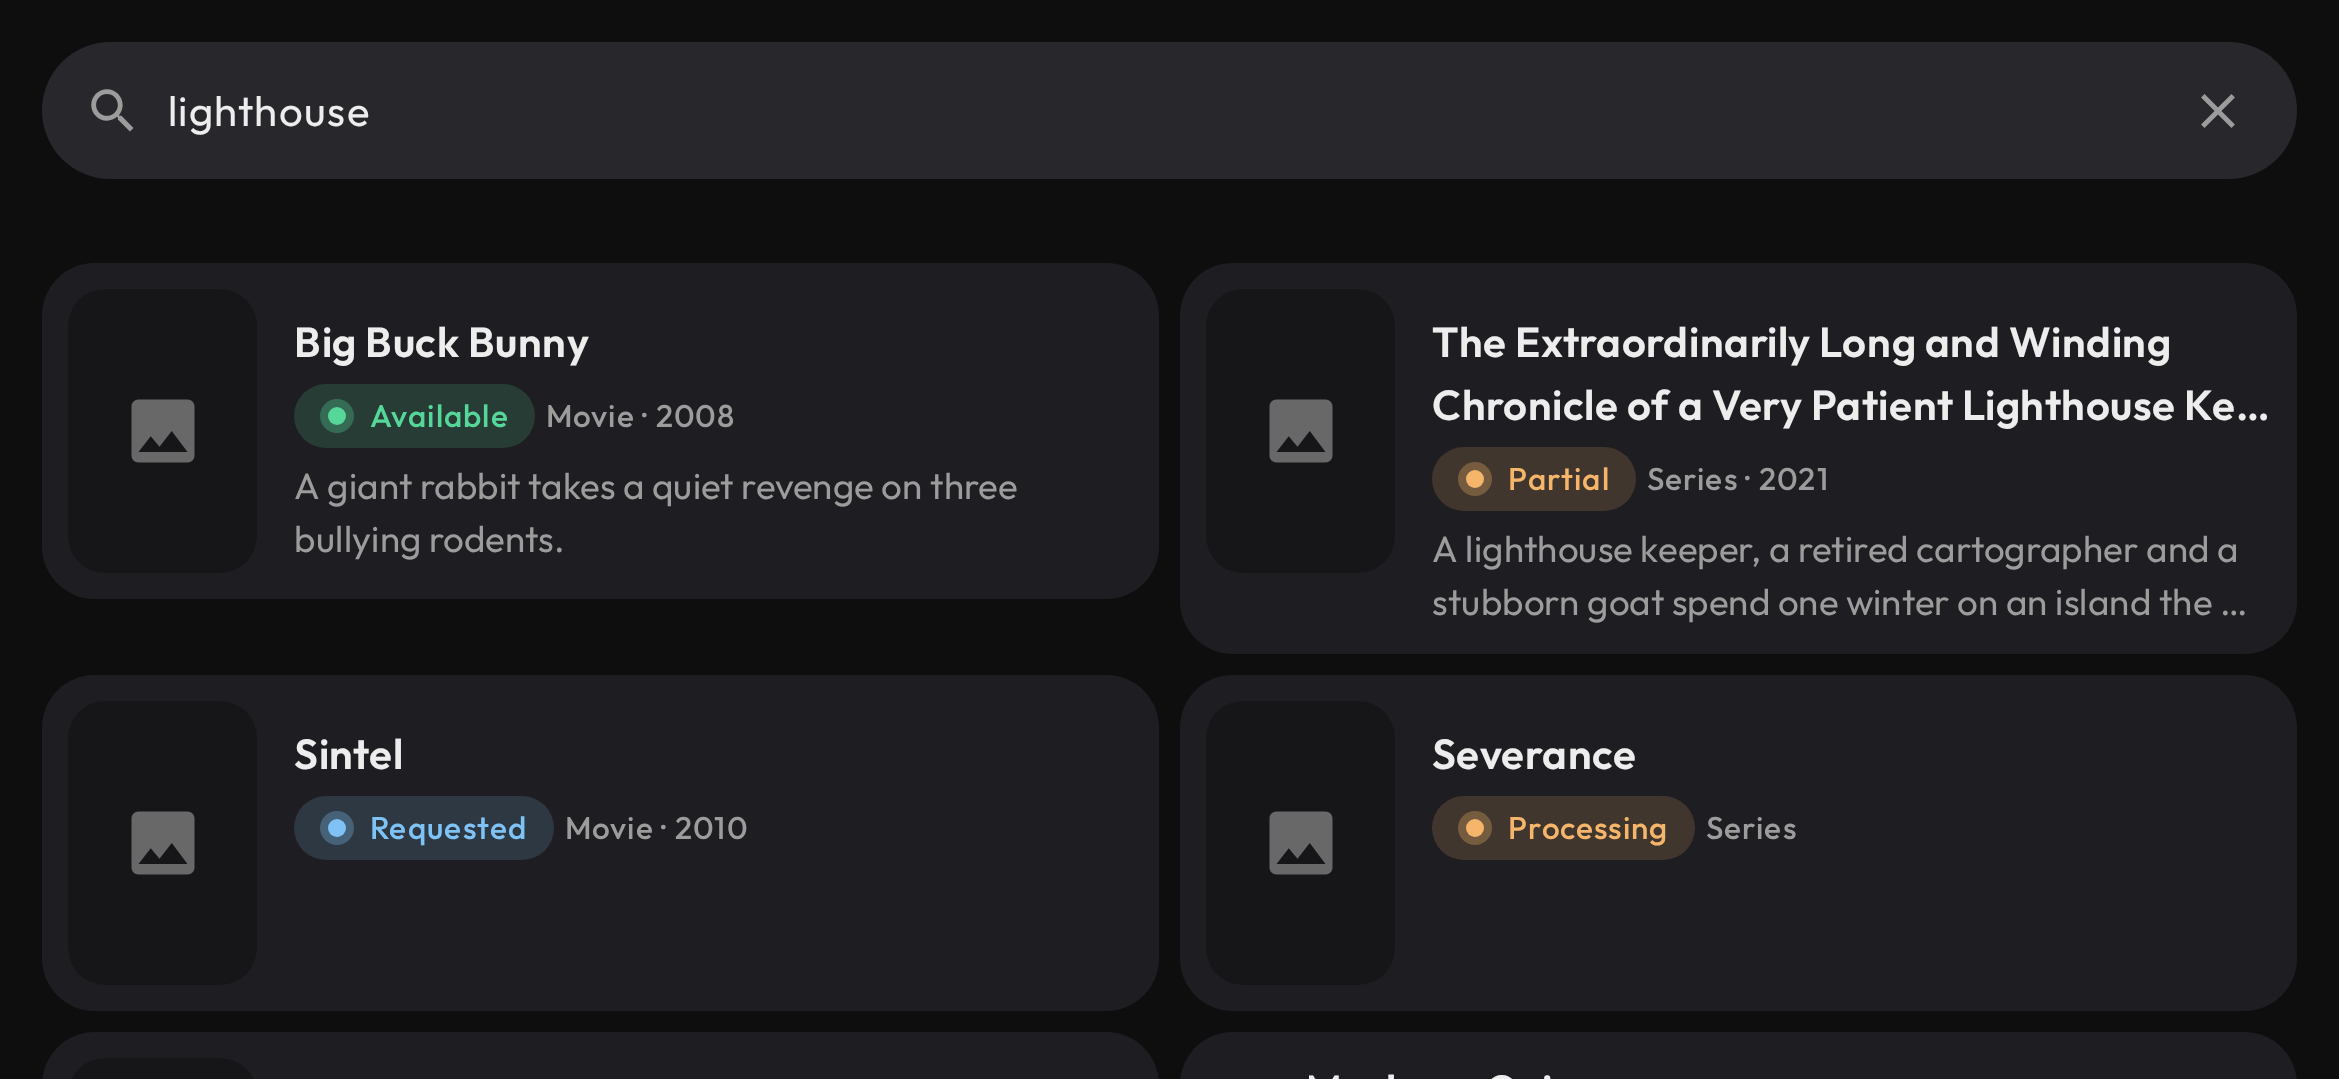 lighthouse
Big Buck Bunny
Available Movie · 2008
A giant rabbit takes a quiet revenge on three
bullying rodents.
The Extraordinarily Long and Winding
Chronicle of a Very Patient Lighthouse Ke...
Partial Series · 2021
A lighthouse keeper, a retired cartographer and a
stubborn goat spend one winter on an island the ...
Sintel
Requested Movie · 2010
Severance
Processing Series